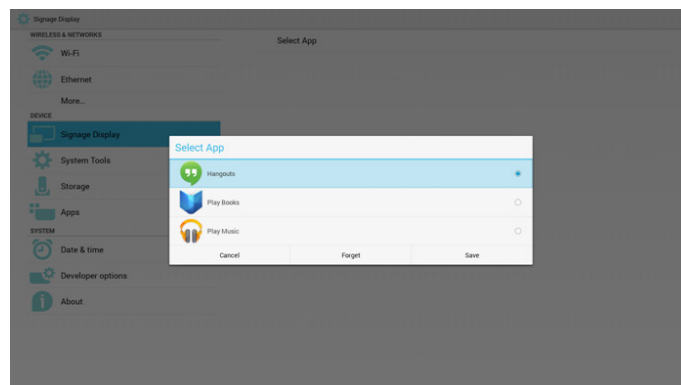 Signage Display
WIRELESS & NETWORKS
Wi-Fi
Ethernet
More...
DEVICE
Signage Display
System Tools
Storage
Apps
SYSTEM
Date & time
Developer options
About
Select App
Select App
Hangouts
Play Books
Play Music
Cancel Forget Save